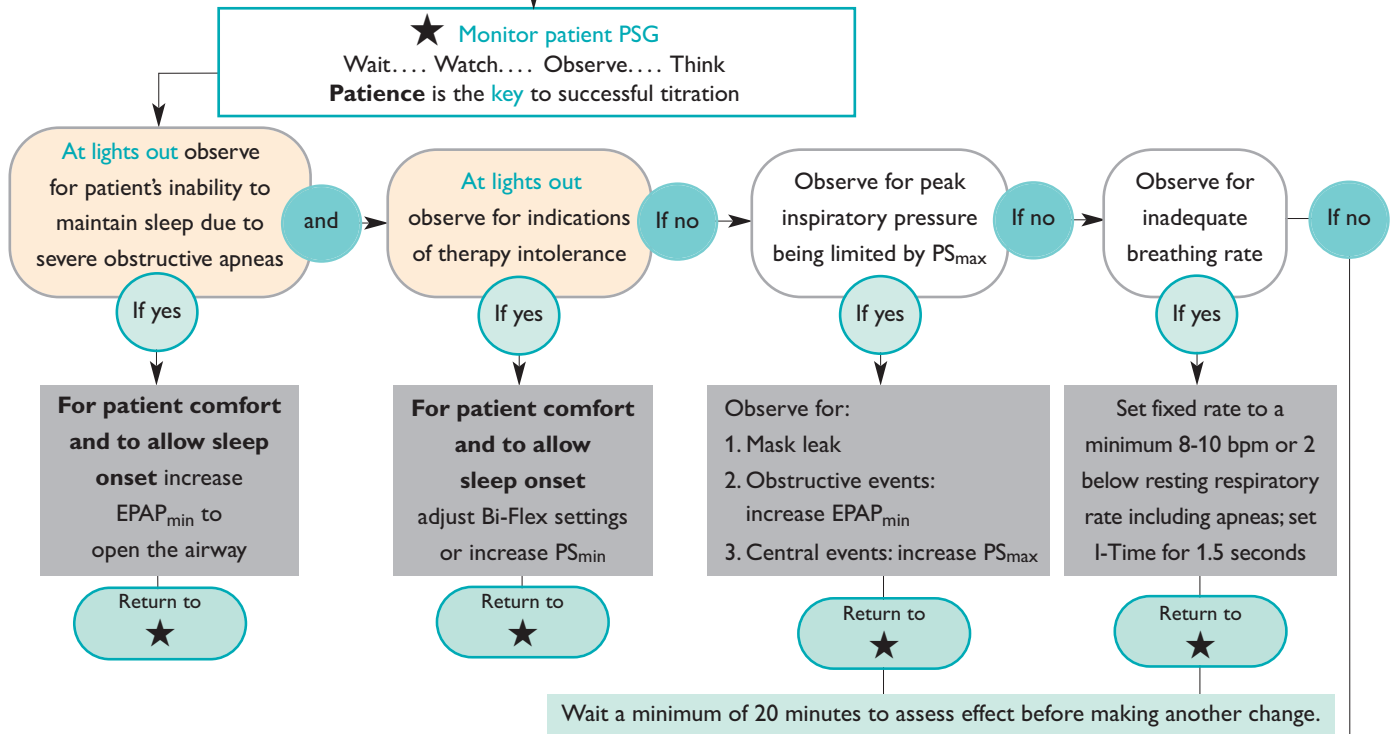 ★ Monitor patient PSG
Wait.... Watch.... Observe.... Think
Patience is the key to successful titration
At lights out observe
for patient's inability to
maintain sleep due to
severe obstructive apneas
and
At lights out
observe for indications
of therapy intolerance
If no
Observe for peak
inspiratory pressure
being limited by PSmax
If no
Observe for
inadequate
breathing rate
If no
If yes
If yes
If yes
If yes
For patient comfort
and to allow sleep
onset increase
EPAPmin to
open the airway
For patient comfort
and to allow
sleep onset
adjust Bi-Flex settings
or increase PSmin
Observe for:
1. Mask leak
2. Obstructive events:
increase EPAPmin
3. Central events: increase PSmax
Set fixed rate to a
minimum 8-10 bpm or 2
below resting respiratory
rate including apneas; set
I-Time for 1.5 seconds
Return to
★
Return to
★
Return to
★
Return to
★
Wait a minimum of 20 minutes to assess effect before making another change.